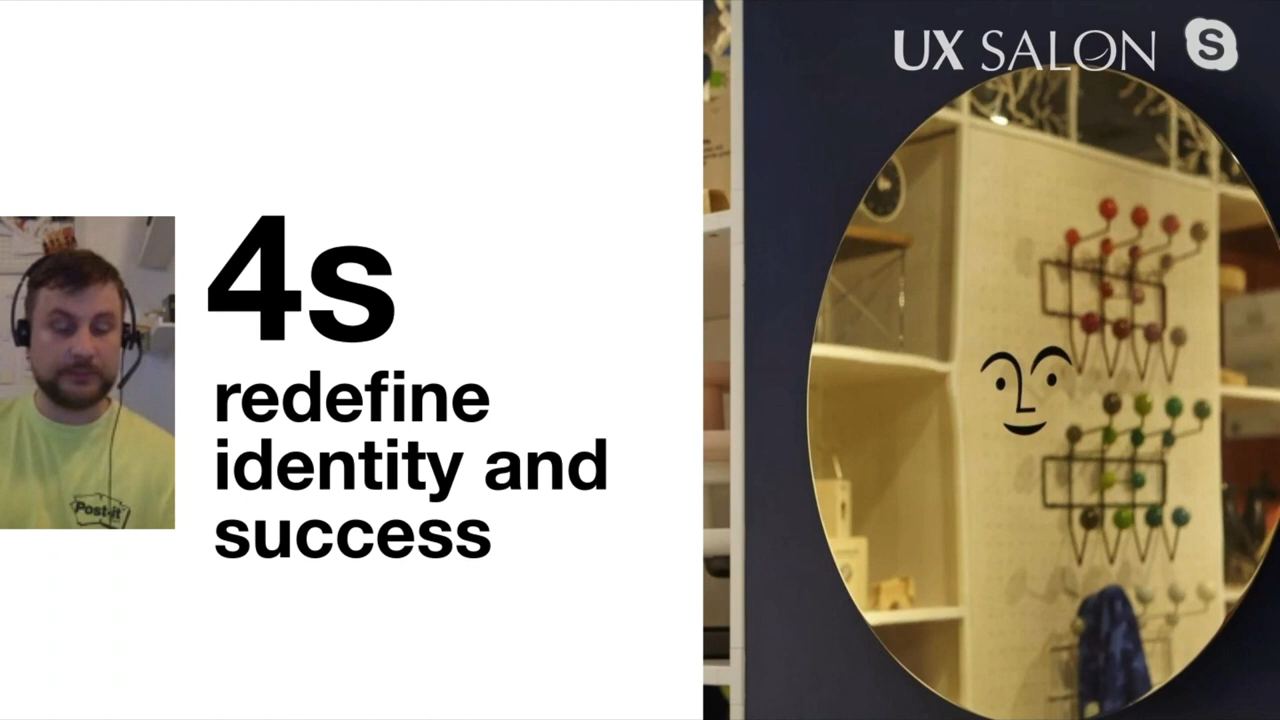 UX SALON
S
4s
redefine
identity and
success
Post-it